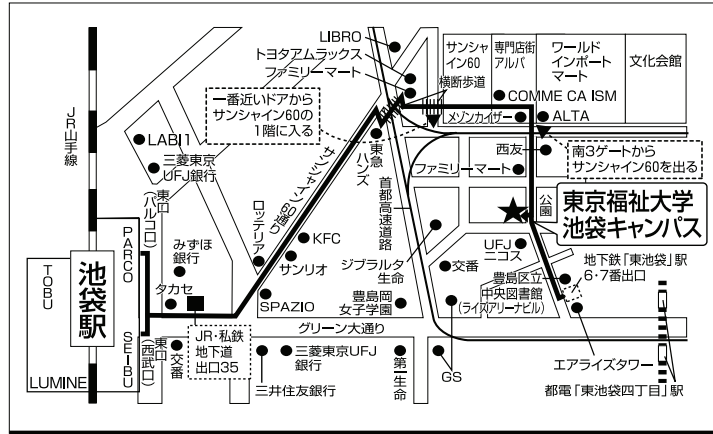 LIBRO
トヨタアムラックス
ファミリーマート
サンシャ
イン60
専門店街
アルパ
ワールド
インポート
マート
文化会館
横断歩道
COMME CA ISM
メゾンカイザー
ALTA
一番近いドアから
サンシャイン60の
1階に入る
JR山手線
LABI1
三菱東京
UFJ銀行
サンシャイン60通り
東急
ハンズ
首都高速道路
西友
ファミリーマート
南3ゲートから
サンシャイン60を出る
公園
東京福祉大学
池袋キャンパス
東口
(パルコ口)
みずほ
銀行
ロッテリア
KFC
サンリオ
ジブラルタ
生命
交番
UFJ
ニコス
地下鉄「東池袋」駅
6・7番出口
豊島区立
中央図書館
(ライズアリーナビル)
TOBU
池袋駅
PARCO
タカセ
SPAZIO
豊島岡
女子学園
グリーン大通り
SEIBU
東口
(西武口)
交番
JR・私鉄
地下道
出口35
三菱東京UFJ
銀行
三井住友銀行
第一生命
GS
エアライズタワー
都電「東池袋四丁目」駅
LUMINE